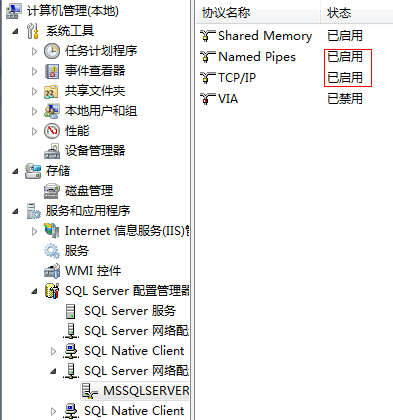 计算机管理(本地)
系统工具
任务计划程序
事件查看器
共享文件夹
本地用户和组
性能
设备管理器
存储
磁盘管理
服务和应用程序
Internet 信息服务(IIS)
服务
WMI 控件
SQL Server 配置管理器
SQL Server 服务
SQL Server 网络配
SQL Native Client
SQL Server 网络配
MSSQLSERVER
SQL Native Client
协议名称 状态
Shared Memory 已启用
Named Pipes 已启用
TCP/IP 已启用
VIA 已禁用